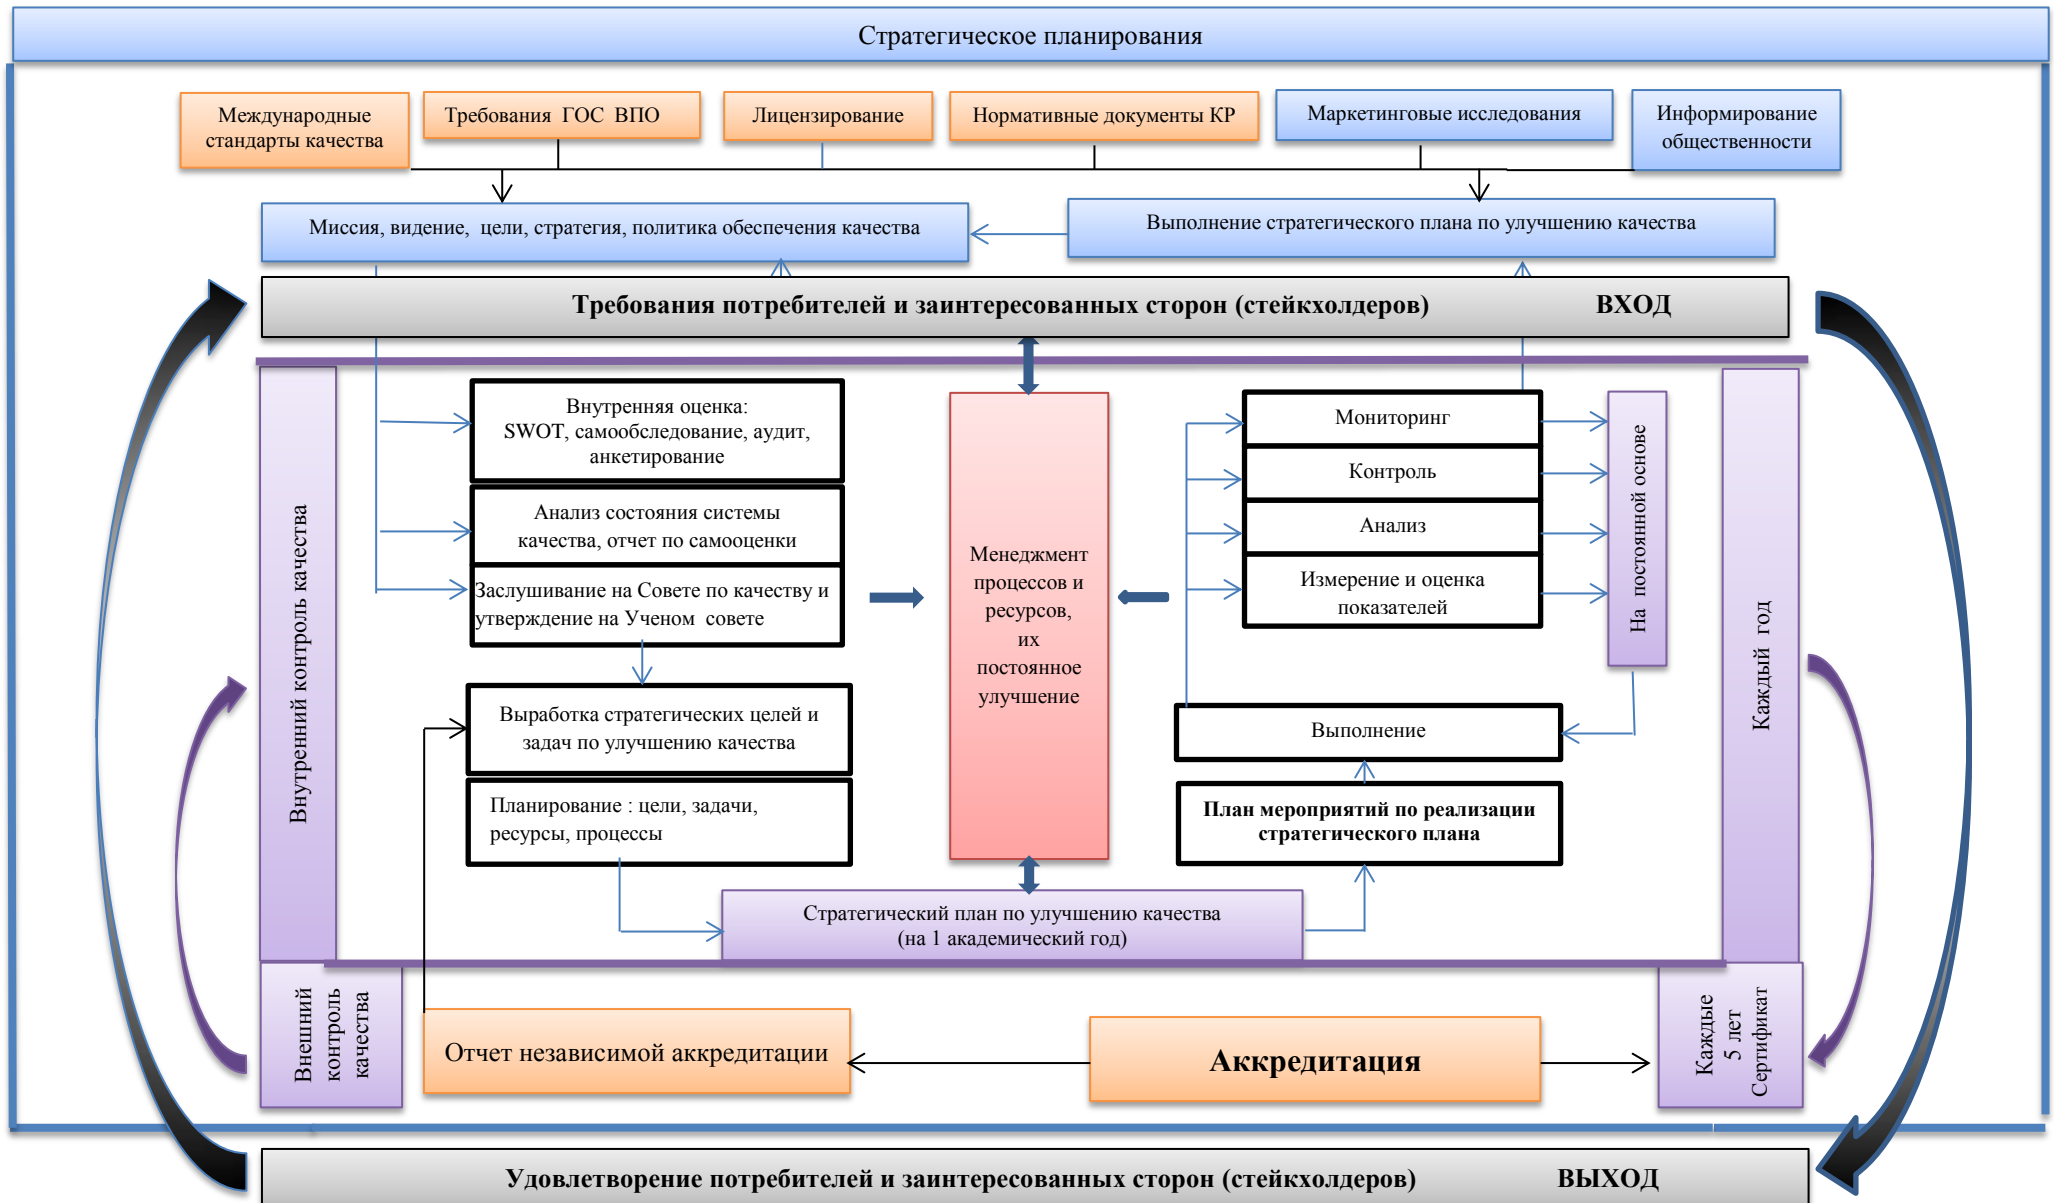 Стратегическое планирования
Международные
стандарты качества
Требования  ГОС  ВПО
Лицензирование
Нормативные документы КР
Маркетинговые исследования
Информирование
общественности
Миссия, видение,  цели, стратегия, политика обеспечения качества
Выполнение стратегического плана по улучшению качества
Требования потребителей и заинтересованных сторон (стейкхолдеров)                    ВХОД
Внутренний контроль качества
Внутренняя оценка:
SWOT, самообследование, аудит,
анкетирование
Анализ состояния системы
качества, отчет по самооценки
Заслушивание на Совете по качеству и
утверждение на Ученом  совете
Выработка стратегических целей и
задач по улучшению качества
Планирование : цели, задачи,
ресурсы, процессы
Менеджмент
процессов и
ресурсов,
их
постоянное
улучшение
Мониторинг
Контроль
Анализ
Измерение и оценка
показателей
На  постоянной основе
Каждый  год
Выполнение
План мероприятий по реализации
стратегического плана
Стратегический план по улучшению качества
(на 1 академический год)
Внешний
контроль
качества
Отчет независимой аккредитации
Аккредитация
Каждые
5 лет
Сертификат
Удовлетворение потребителей и заинтересованных сторон (стейкхолдеров)                 ВЫХОД